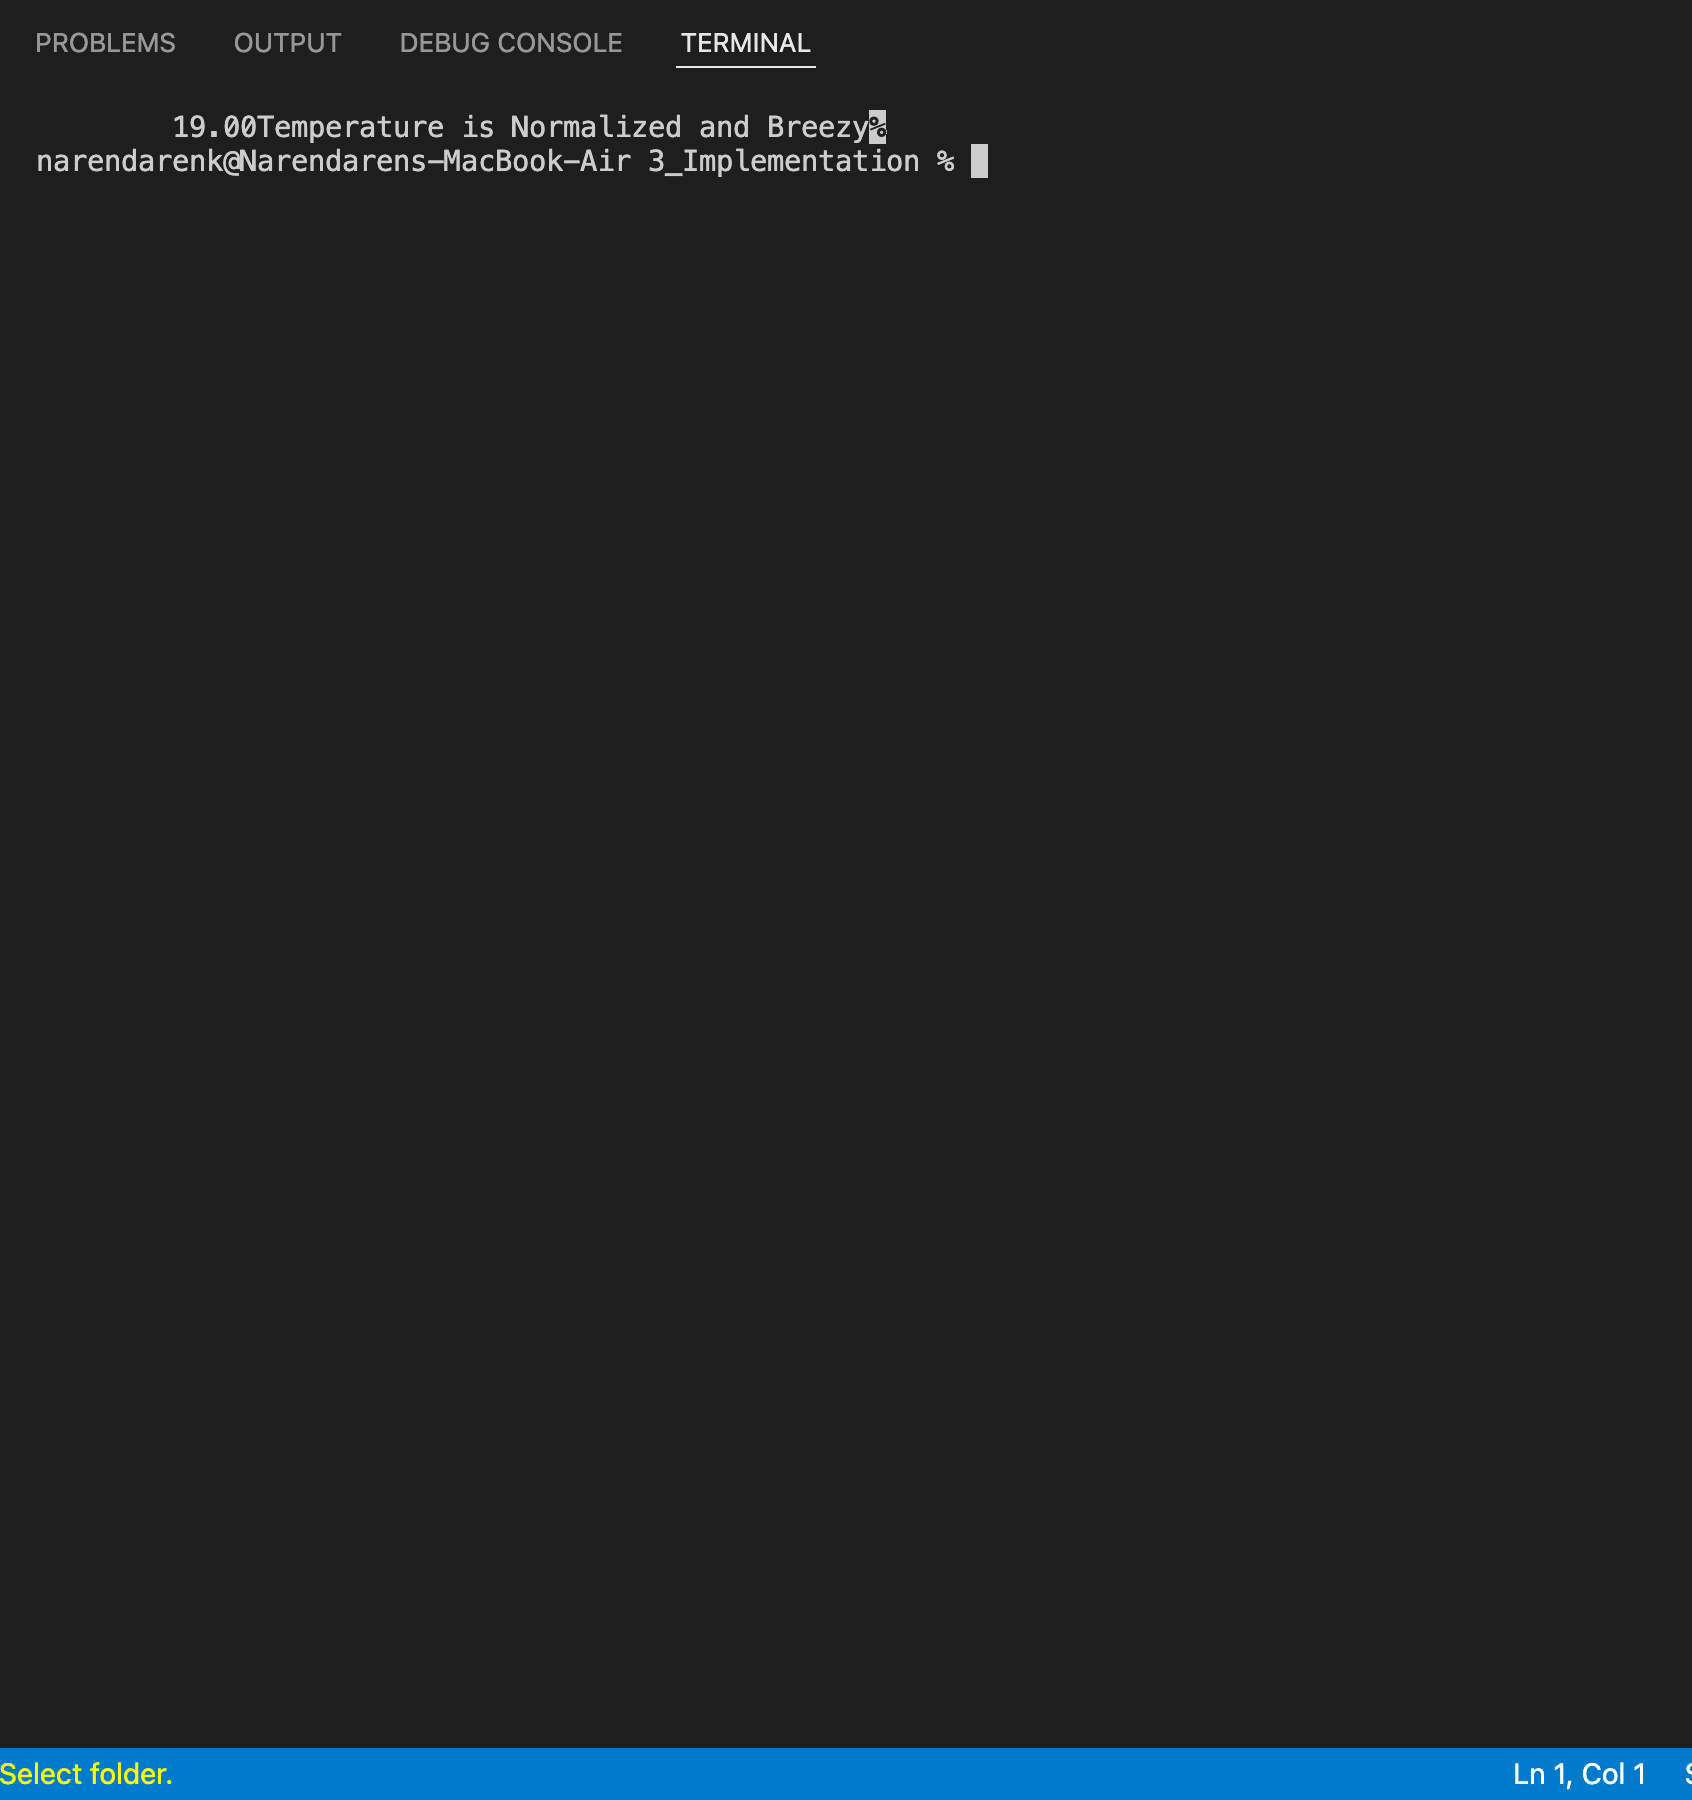 PROBLEMS OUTPUT DEBUG CONSOLE TERMINAL
19.00Temperature is Normalized and Breezy%
narendarenk@Narendarens-MacBook-Air 3_Implementation %
Select folder. Ln 1, Col 1